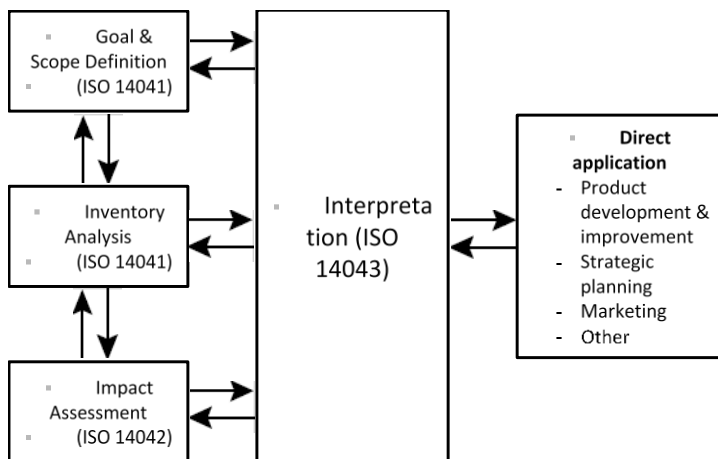 ▪ Goal &
Scope Definition
▪ (ISO 14041)
▪ Inventory
Analysis
▪ (ISO 14041)
▪ Impact
Assessment
▪ (ISO 14042)
▪ Interpreta
tion (ISO
14043)
▪ Direct
application
- Product
development &
improvement
- Strategic
planning
- Marketing
- Other